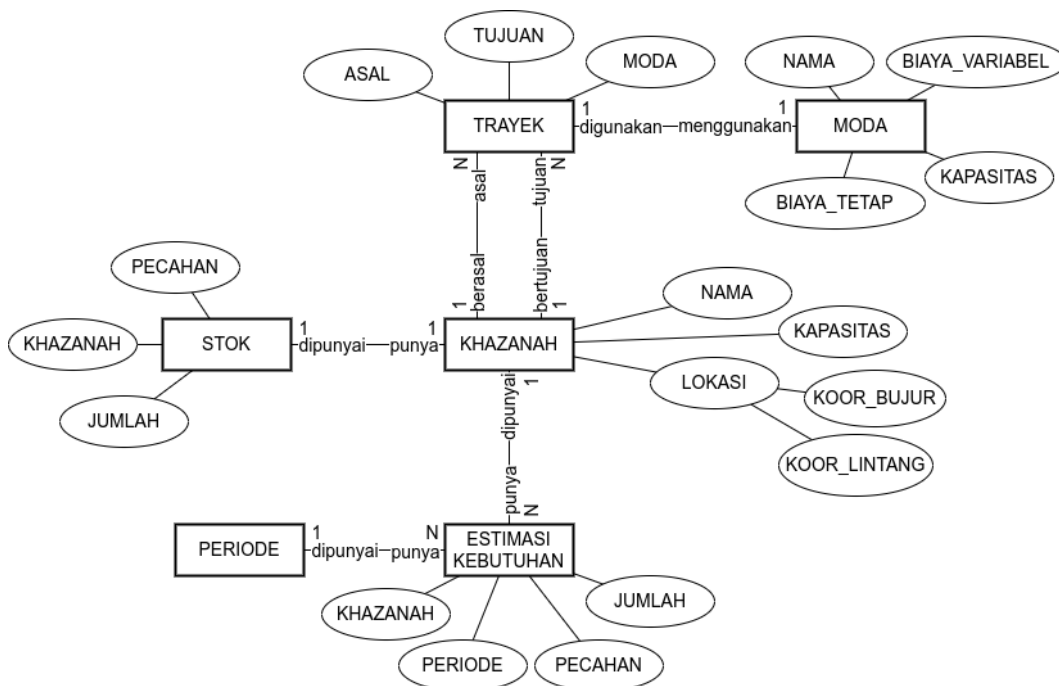 TUJUAN
ASAL
MODA
NAMA
BIAYA_VARIABEL
TRAYEK
1
digunakan
menggunakan
1
MODA
KAPASITAS
BIAYA_TETAP
N
asal
N
tujuan
berasal
1
bertujuan
1
PECAHAN
KHAZANAH
STOK
JUMLAH
1
dipunyai
punya
1
KHAZANAH
NAMA
KAPASITAS
LOKASI
KOOR_BUJUR
KOOR_LINTANG
dipunyai
1
punya
N
PERIODE
1
dipunyai
punya
N
ESTIMASI
KEBUTUHAN
KHAZANAH
JUMLAH
PERIODE
PECAHAN